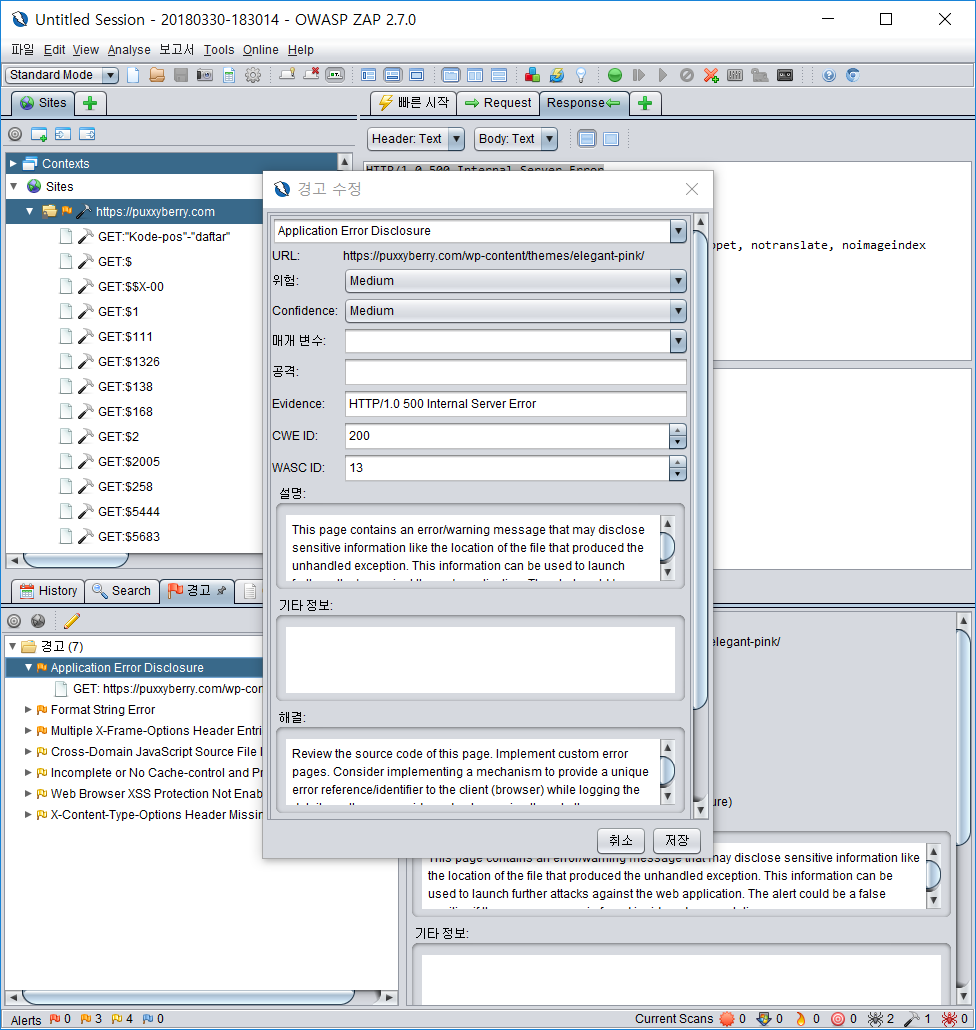 Untitled Session - 20180330-183014 - OWASP ZAP 2.7.0
파일 Edit View Analyse 보고서 Tools Online Help
Standard Mode
Sites
빠른 시작 Request Response
Header: Text Body: Text
Contexts
HTTP/1.0 500 Internal Server Error
Sites
https://puxxyberry.com
GET:"Kode-pos"-"daftar"
GET:$
GET:$$X-00
GET:$1
GET:$111
GET:$1326
GET:$138
GET:$168
GET:$2
GET:$2005
GET:$258
GET:$5444
GET:$5683
ppet, notranslate, noimageindex
경고 수정
Application Error Disclosure
URL: https://puxxyberry.com/wp-content/themes/elegant-pink/
위험: Medium
Confidence: Medium
매개 변수:
공격:
Evidence: HTTP/1.0 500 Internal Server Error
CWE ID: 200
WASC ID: 13
설명:
This page contains an error/warning message that may disclose
sensitive information like the location of the file that produced the
unhandled exception. This information can be used to launch
기타 정보:
해결:
Review the source code of this page. Implement custom error
pages. Consider implementing a mechanism to provide a unique
error reference/identifier to the client (browser) while logging the
취소 저장
History Search 경고
경고 (7)
Application Error Disclosure
GET: https://puxxyberry.com/wp-con
Format String Error
Multiple X-Frame-Options Header Entri
Cross-Domain JavaScript Source File I
Incomplete or No Cache-control and Pr
Web Browser XSS Protection Not Enab
X-Content-Type-Options Header Missin
elegant-pink/
ure)
This page contains an error/warning message that may disclose sensitive information like
the location of the file that produced the unhandled exception. This information can be
used to launch further attacks against the web application. The alert could be a false
기타 정보:
Alerts 0 3 4 0 Current Scans 0 0 0 0 2 1 0